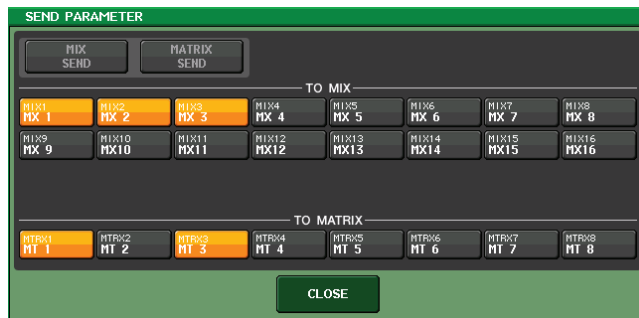 SEND PARAMETER
MIX SEND MATRIX SEND
TO MIX
MIX1 MIX2 MIX3 MIX4 MIX5 MIX6 MIX7 MIX8
MX 1 MX 2 MX 3 MX 4 MX 5 MX 6 MX 7 MX 8
MIX9 MIX10 MIX11 MIX12 MIX13 MIX14 MIX15 MIX16
MX 9 MX10 MX11 MX12 MX13 MX14 MX15 MX16
TO MATRIX
MTRX1 MTRX2 MTRX3 MTRX4 MTRX5 MTRX6 MTRX7 MTRX8
MT 1 MT 2 MT 3 MT 4 MT 5 MT 6 MT 7 MT 8
CLOSE